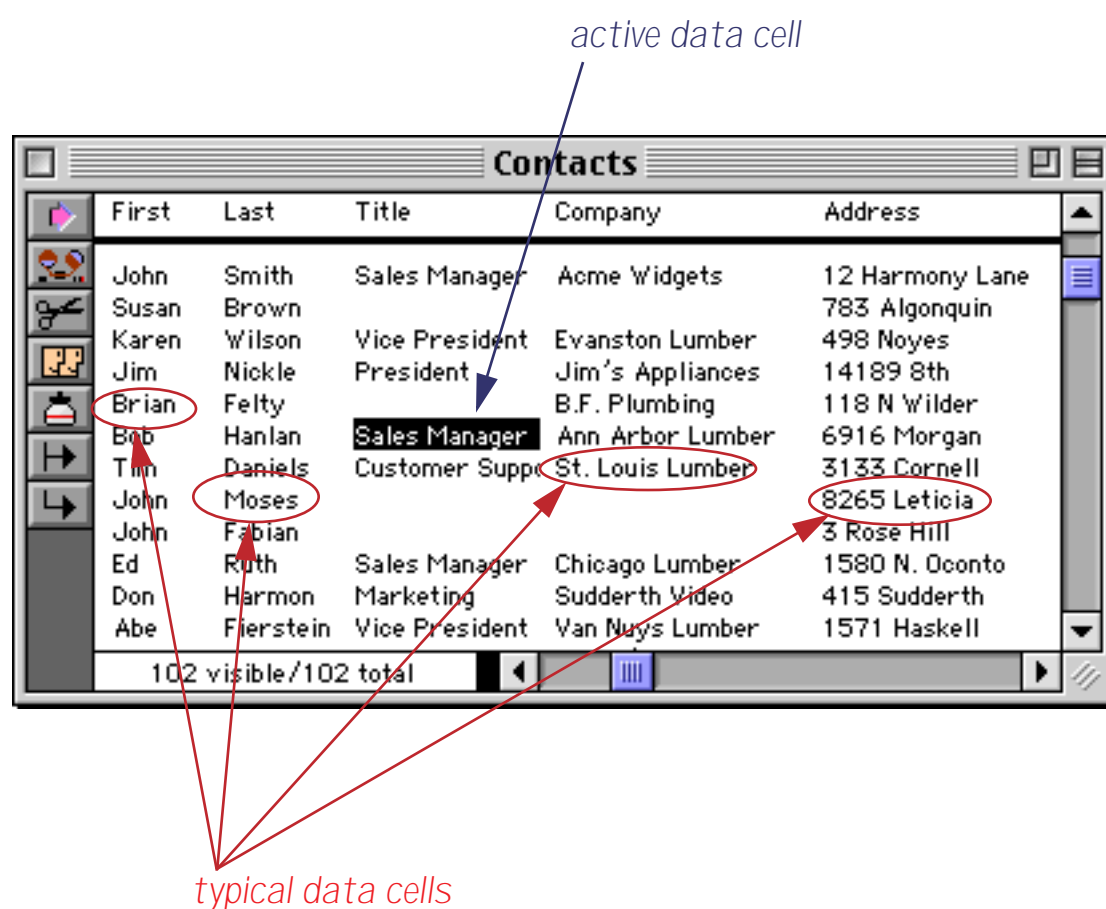 active data cell
Contacts
First Last Title Company Address
John Smith Sales Manager Acme Widgets 12 Harmony Lane
Susan Brown 783 Algonquin
Karen Wilson Vice President Evanston Lumber 498 Noyes
Jim Nickle President Jim's Appliances 14189 8th
Brian Felty B.F. Plumbing 118 N Wilder
Bob Hanlan Sales Manager Ann Arbor Lumber 6916 Morgan
Tim Daniels Customer Suppo St. Louis Lumber 3133 Cornell
John Moses 8265 Leticia
John Fabian 3 Rose Hill
Ed Ruth Sales Manager Chicago Lumber 1580 N. Oconto
Don Harmon Marketing Sudderth Video 415 Sudderth
Abe Fierstein Vice President Van Nuys Lumber 1571 Haskell
102 visible/102 total
typical data cells